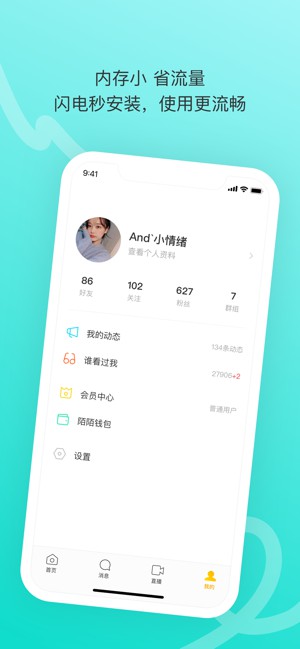 内存小 省流量
闪电秒安装，使用更流畅
9:41
And`小情绪
查看个人资料
86
好友
102
关注
627
粉丝
7
群组
我的动态
134条动态
谁看过我
27906+2
会员中心
普通用户
陌陌钱包
设置
首页
消息
直播
我的